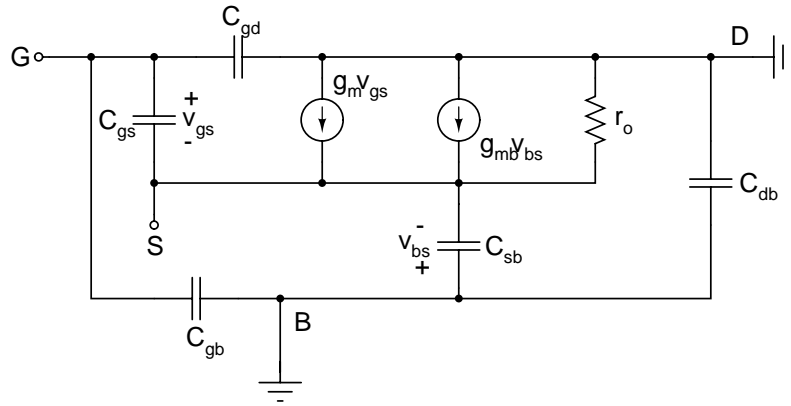 C_gd
D
G
g_m v_gs
+
C_gs
v_gs
-
r_o
g_mb v_bs
C_db
S
-
v_bs
C_sb
+
B
C_gb